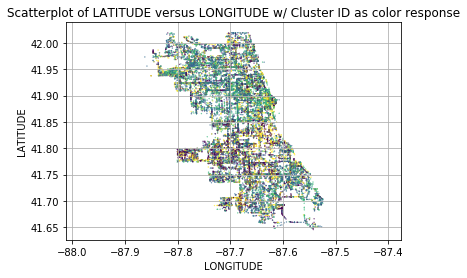 Scatterplot of LATITUDE versus LONGITUDE w/ Cluster ID as color response
42.00
41.95
41.90
41.85
41.80
41.75
41.70
41.65
LATITUDE
−88.0 −87.9 −87.8 −87.7 −87.6 −87.5 −87.4
LONGITUDE